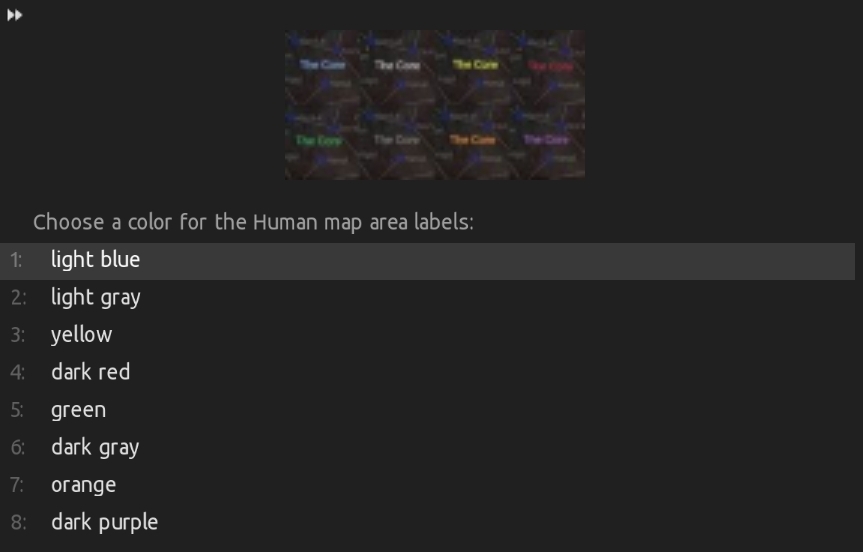 The Core The Core The Core The Core
The Core The Core The Core The Core
Choose a color for the Human map area labels:
1: light blue
2: light gray
3: yellow
4: dark red
5: green
6: dark gray
7: orange
8: dark purple